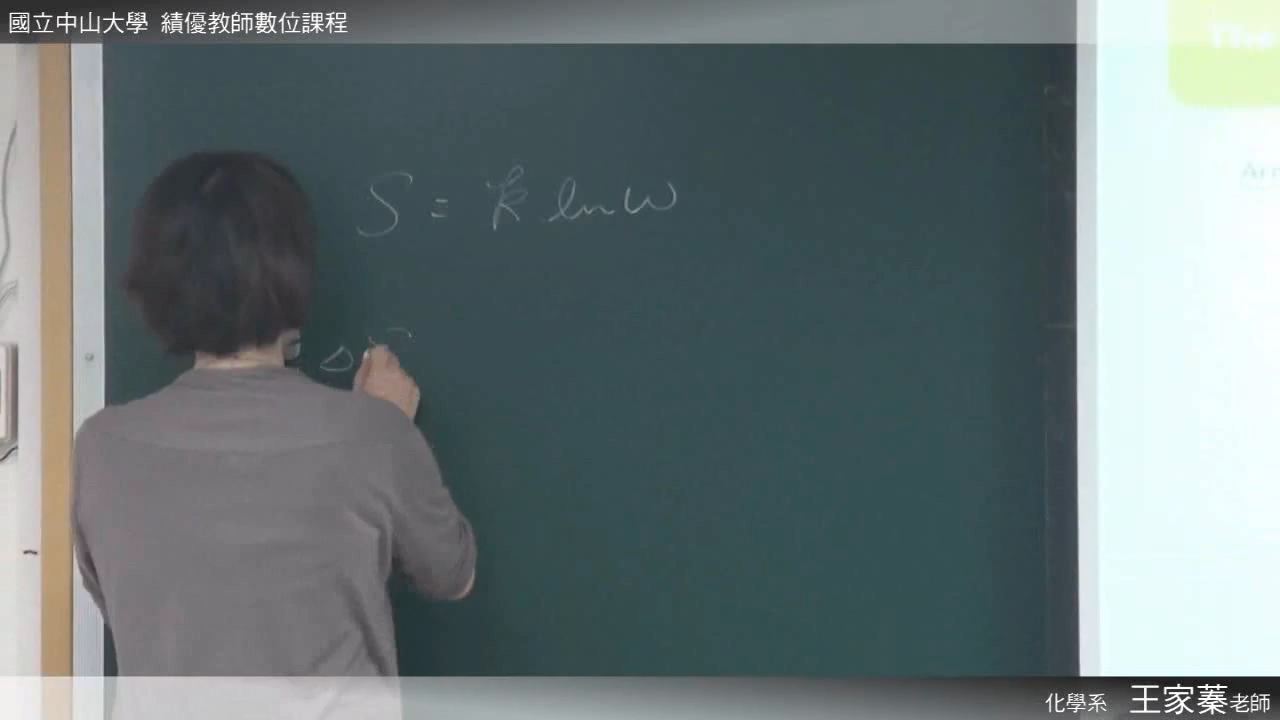 國立中山大學 績優教師數位課程
The
S = k ln w
Δ
化學系 王家蓁老師